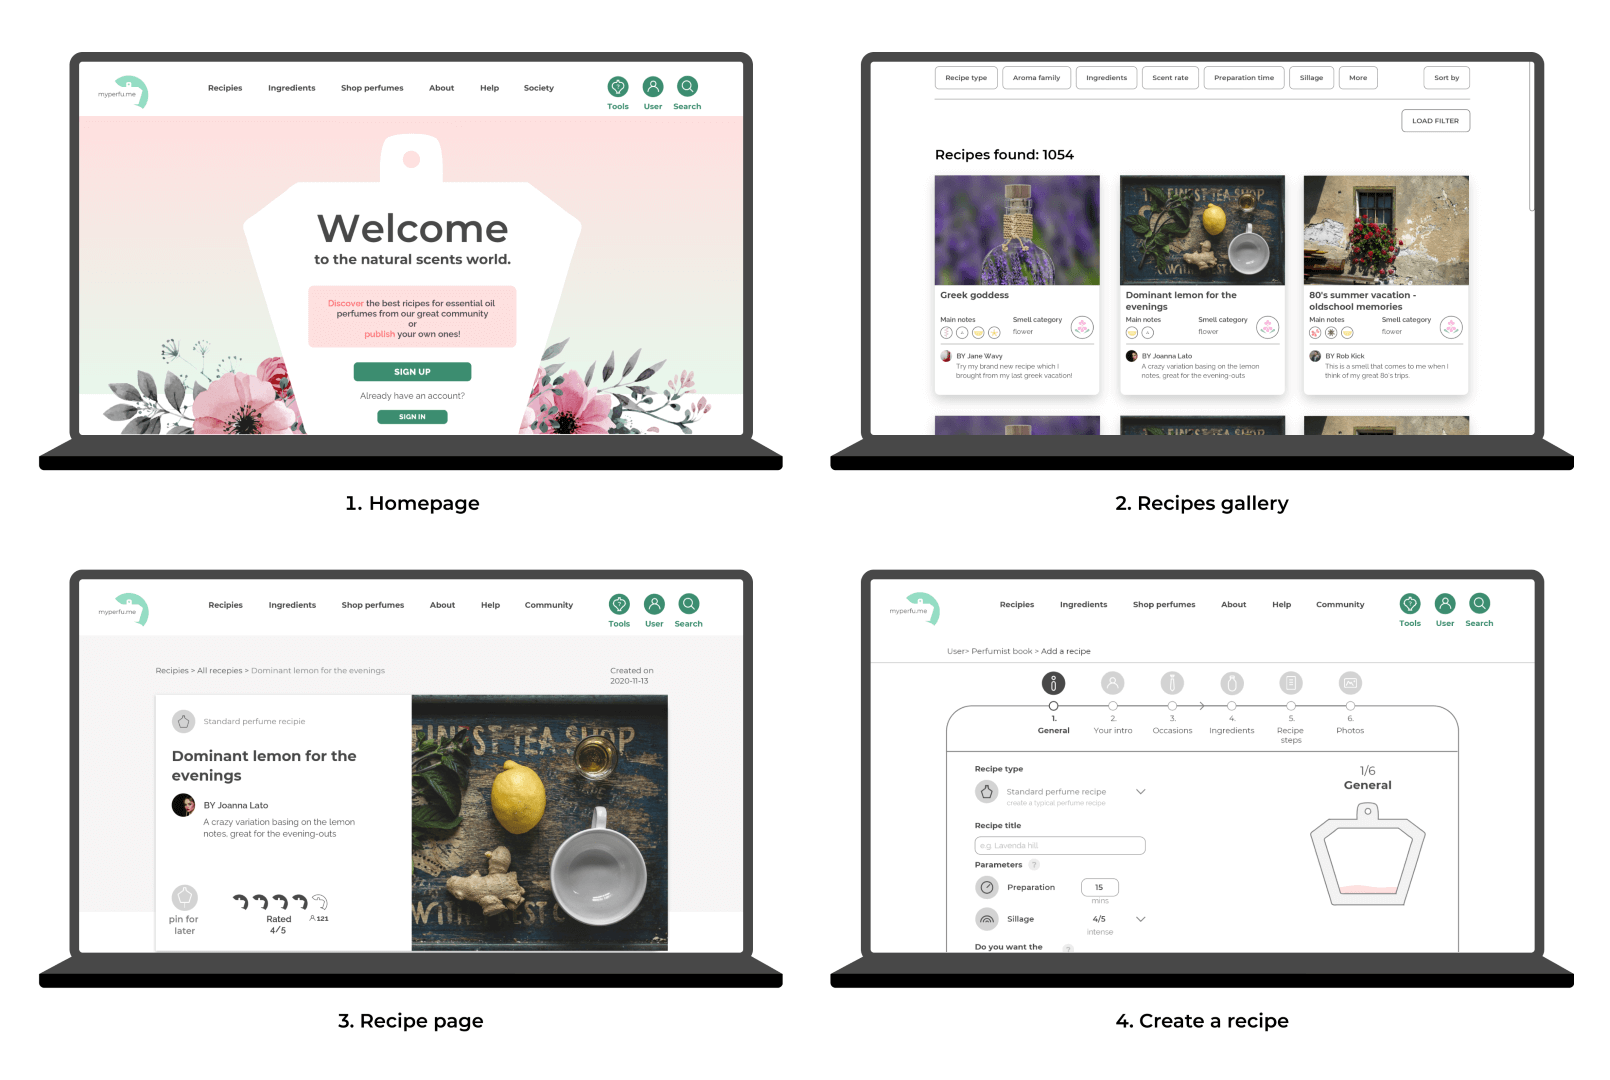 myperfu.me
Recipies
Ingredients
Shop perfumes
About
Help
Society
Tools
User
Search
Welcome
to the natural scents world.
Discover the best ricipes for essential oil
perfumes from our great community
or
publish your own ones!
SIGN UP
Already have an account?
SIGN IN
1. Homepage
Recipe type
Aroma family
Ingredients
Scent rate
Preparation time
Sillage
More
Sort by
LOAD FILTER
Recipes found: 1054
THE FINEST TEA SHOP
Greek goddess
Main notes
Smell category
flower
BY Jane Wavy
Try my brand new recipe which I
brought from my last greek vacation!
Dominant lemon for the
evenings
Main notes
Smell category
flower
BY Joanna Lato
A crazy variation basing on the lemon
notes, great for the evening-outs
80's summer vacation -
oldschool memories
Main notes
Smell category
flower
BY Rob Kick
This is a smell that comes to me when I
think of my great 80's trips.
2. Recipes gallery
myperfu.me
Recipies
Ingredients
Shop perfumes
About
Help
Community
Tools
User
Search
Recipies > All recepies > Dominant lemon for the evenings
Created on
2020-11-13
Standard perfume recipie
Dominant lemon for the
evenings
BY Joanna Lato
A crazy variation basing on the lemon
notes, great for the evening-outs
pin for
later
Rated
4/5
121
FINEST TEA SHOP
3. Recipe page
myperfu.me
Recipies
Ingredients
Shop perfumes
About
Help
Community
Tools
User
Search
User> Perfumist book > Add a recipe
1.
General
2.
Your intro
3.
Occasions
4.
Ingredients
5.
Recipe
steps
6.
Photos
Recipe type
Standard perfume recipe
create a typical perfume recipe
Recipe title
e.g. Lavenda hill
Parameters ?
Preparation
15
mins
Sillage
4/5
intense
Do you want the ?
1/6
General
4. Create a recipe